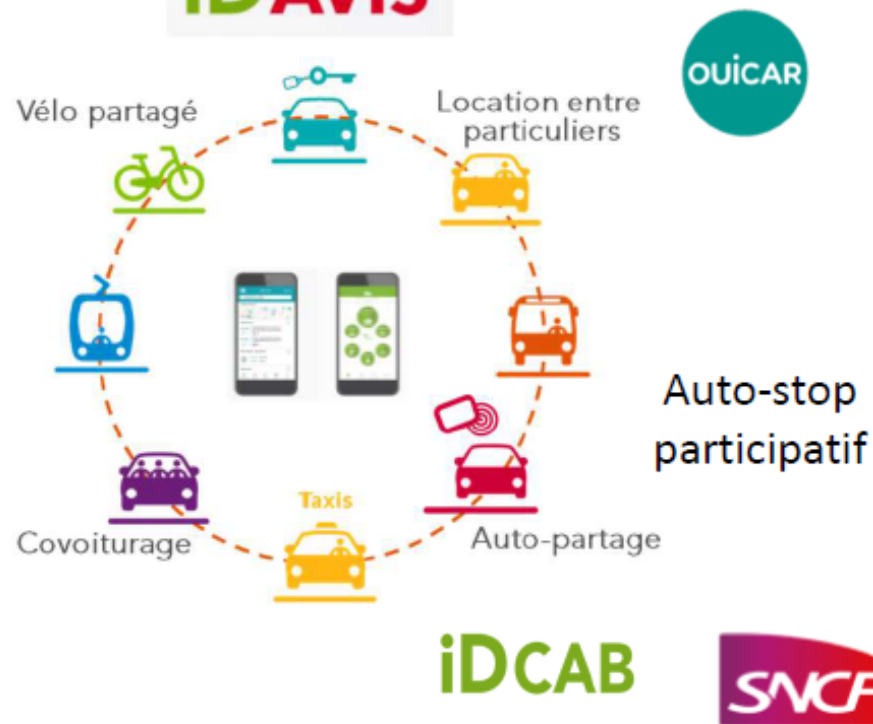 iDAVIS
OUiCAR
Vélo partagé
Location entre
particuliers
Auto-stop
participatif
Taxis
Covoiturage
Auto-partage
iDCAB
SNCF